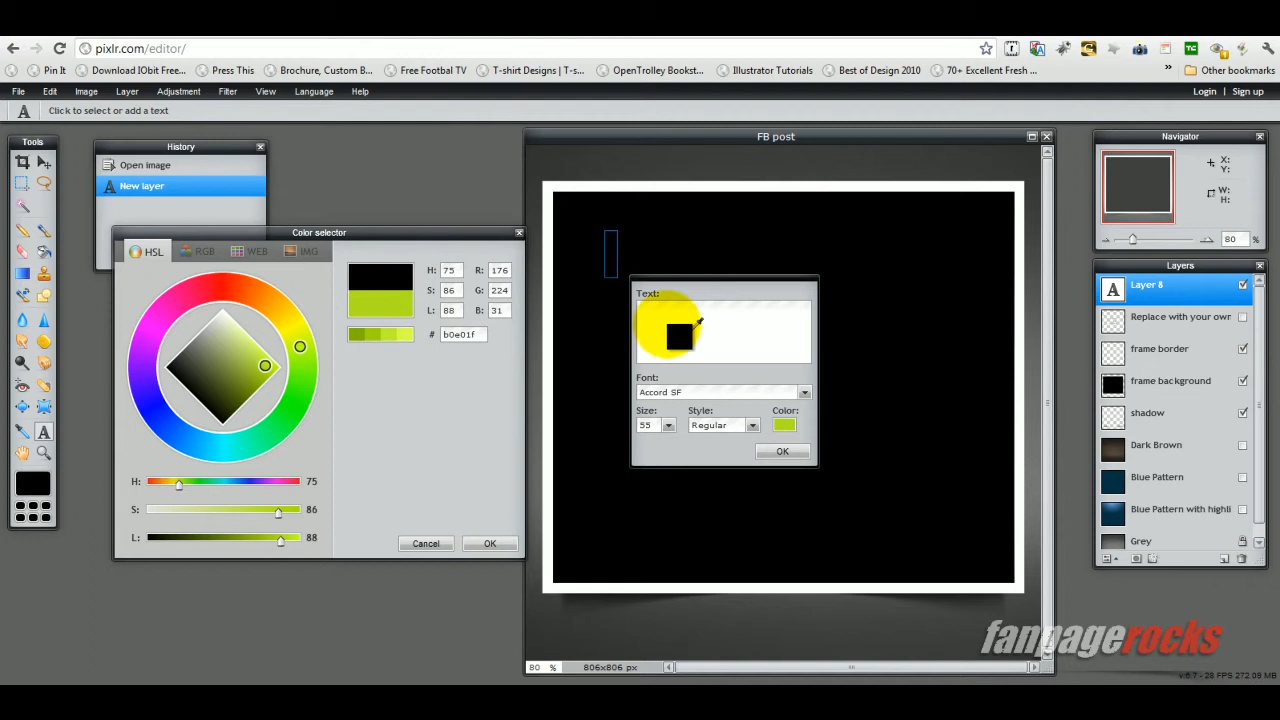 pixlr.com/editor/
Pin It Download IObit Free... Press This Brochure, Custom B... Free Footbal TV T-shirt Designs | T-s... OpenTrolley Bookst... Illustrator Tutorials Best of Design 2010 70+ Excellent Fresh ... » Other bookmarks
File Edit Image Layer Adjustment Filter View Language Help Login | Sign up
A Click to select or add a text
Tools
History
Open image
A New layer
FB post
Navigator
X:
Y:
W:
H:
80 %
Color selector
HSL RGB WEB IMG
H: 75 R: 176
S: 86 G: 224
L: 88 B: 31
# b0e01f
H: 75
S: 86
L: 88
Cancel OK
Text:
Font:
Accord SF
Size: Style: Color:
55 Regular
OK
Layers
A Layer 8
Replace with your own
frame border
frame background
shadow
Dark Brown
Blue Pattern
Blue Pattern with highli
Grey
fanpagerocks
80 % 806x806 px
v:6.7 - 28 FPS 272.08 MB